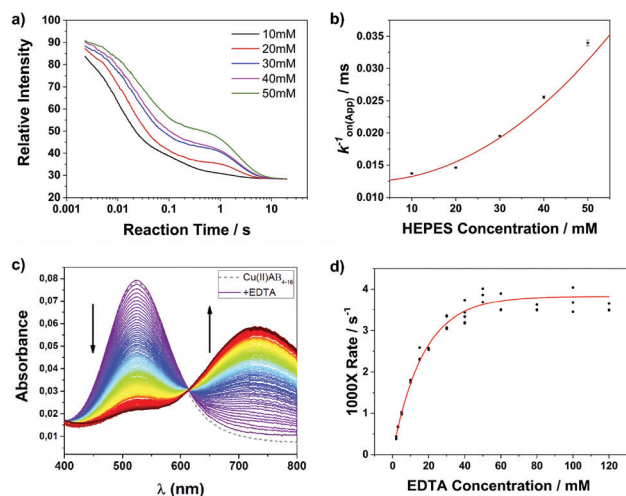 a)
Relative Intensity
100
90
80
70
60
50
40
30
20
10mM
20mM
30mM
40mM
50mM
0.001
0.01
0.1
1
10
Reaction Time / s
b)
k⁻¹on(App) / ms
0.035
0.030
0.025
0.020
0.015
0.010
10
20
30
40
50
HEPES Concentration / mM
c)
Absorbance
0,08
0,07
0,06
0,05
0,04
0,03
0,02
0,01
Cu(II)Aβ4-16
+EDTA
400
500
600
700
800
λ (nm)
d)
1000X Rate / s⁻¹
4
3
2
1
0
0
20
40
60
80
100
120
EDTA Concentration / mM